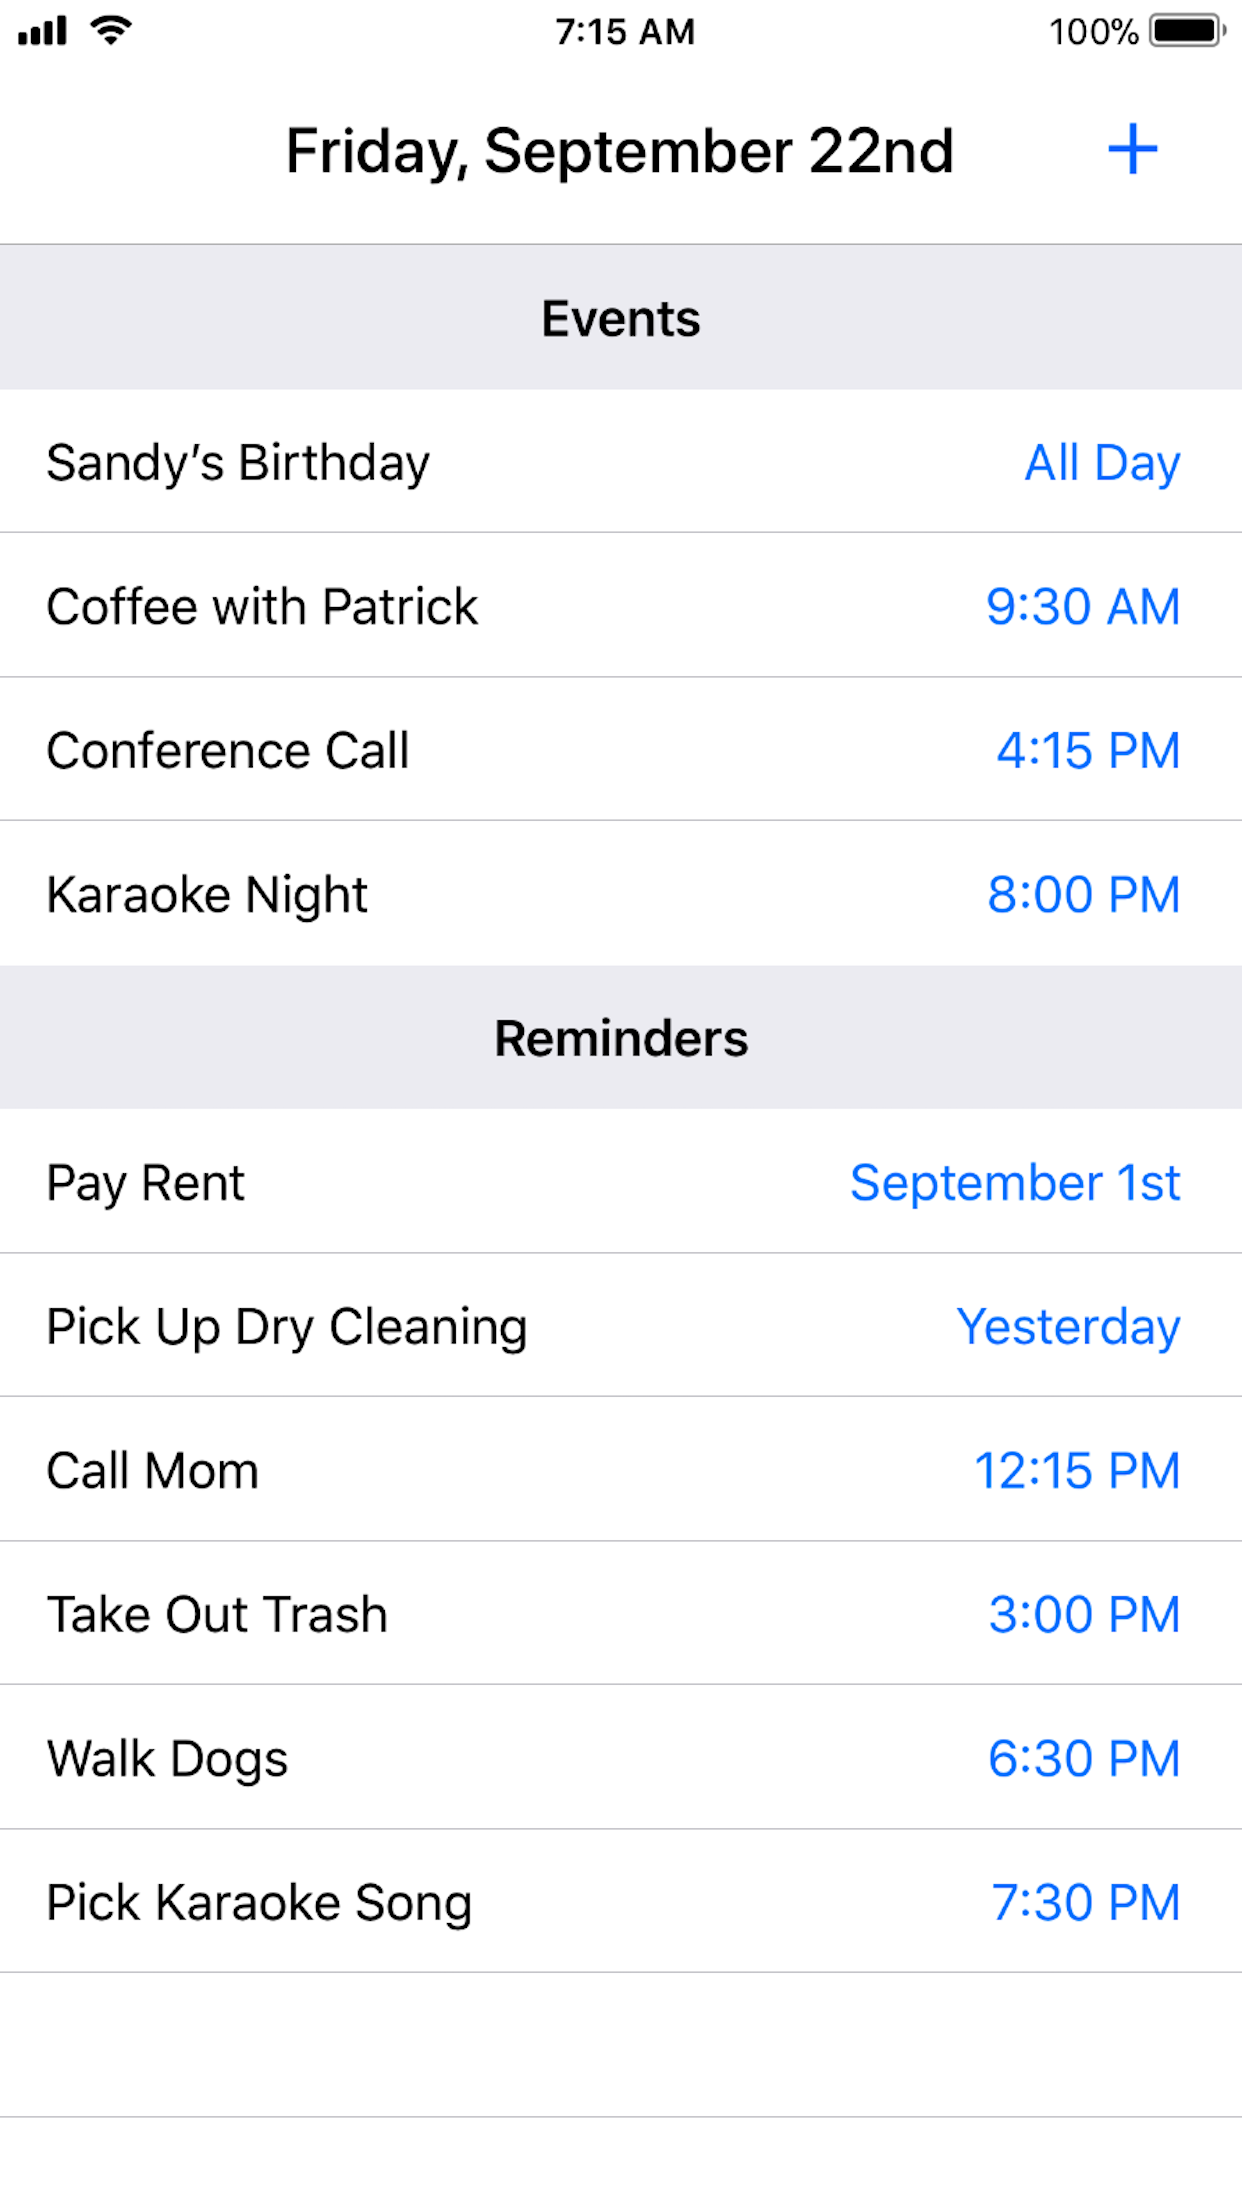 7:15 AM 100%
Friday, September 22nd +
Events
Sandy’s Birthday All Day
Coffee with Patrick 9:30 AM
Conference Call 4:15 PM
Karaoke Night 8:00 PM
Reminders
Pay Rent September 1st
Pick Up Dry Cleaning Yesterday
Call Mom 12:15 PM
Take Out Trash 3:00 PM
Walk Dogs 6:30 PM
Pick Karaoke Song 7:30 PM